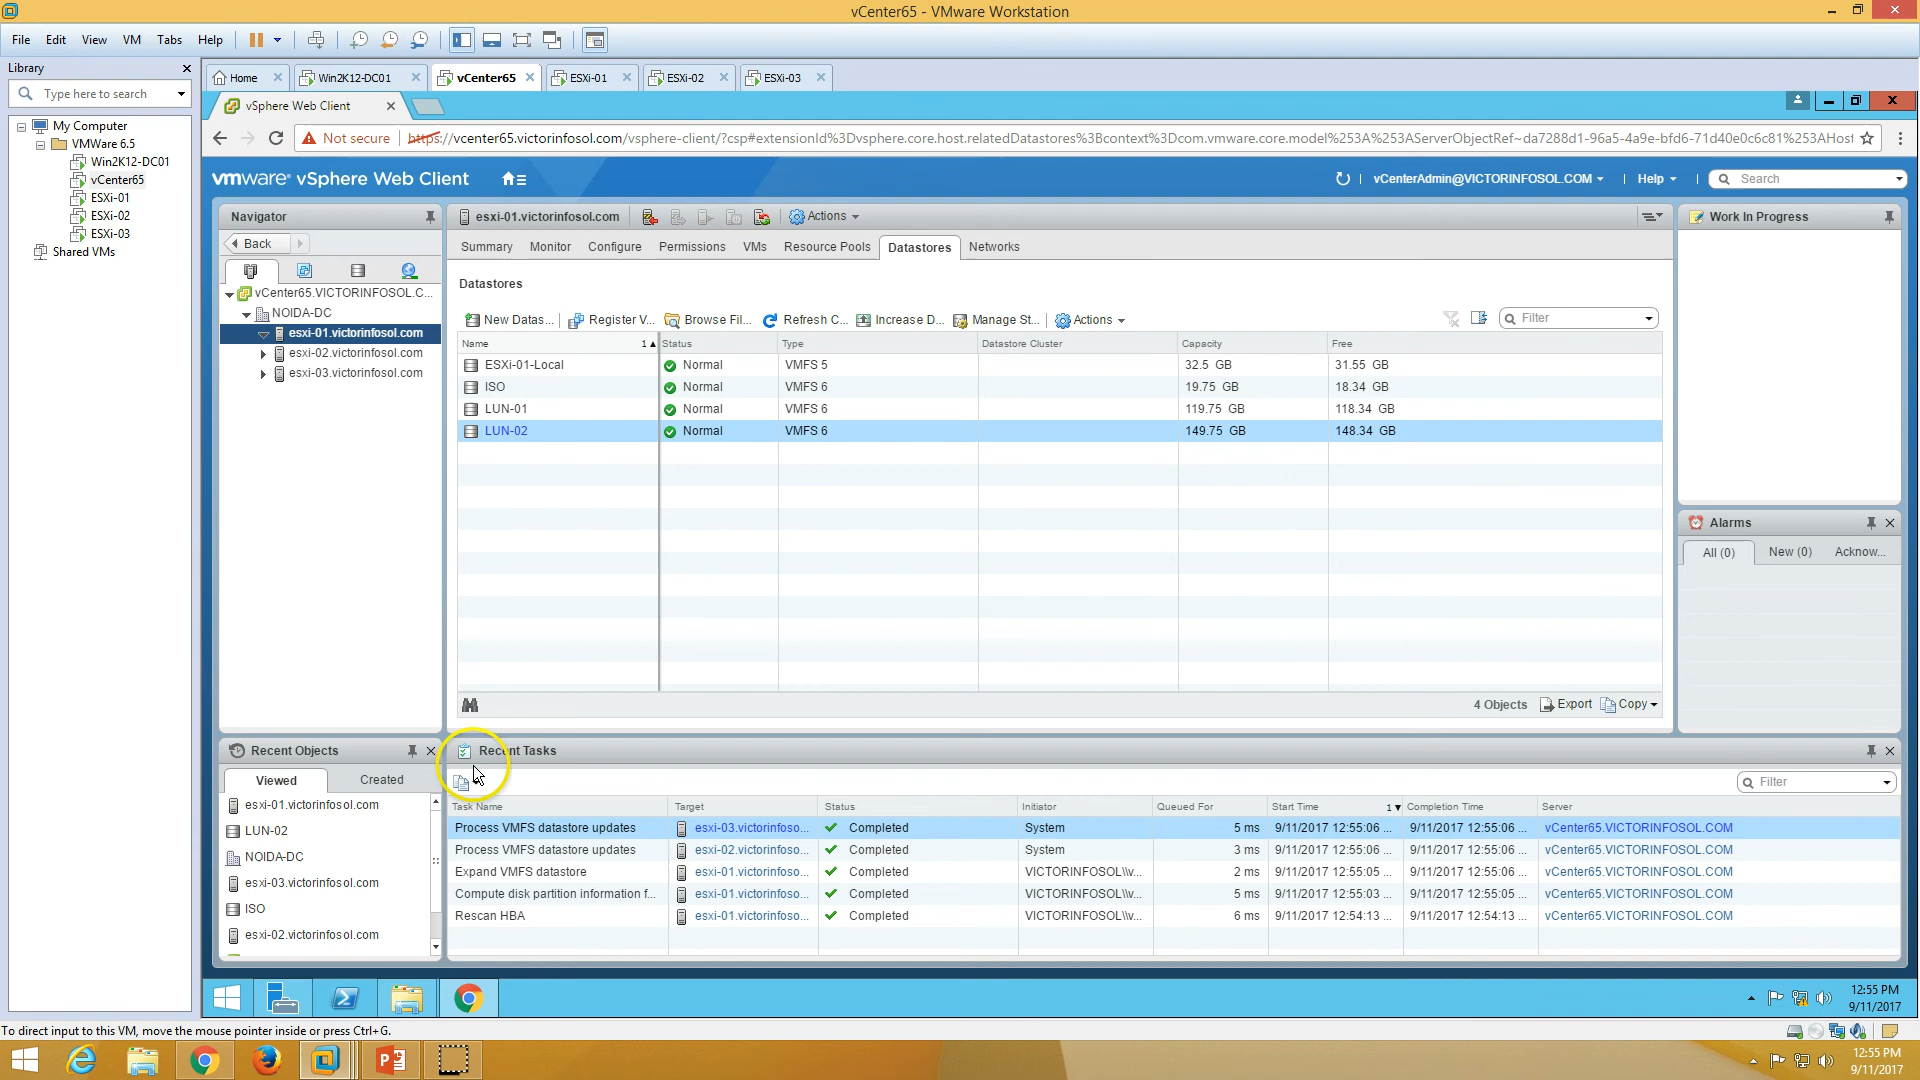 vCenter65 - VMware Workstation
File Edit View VM Tabs Help
Library
Type here to search
My Computer
VMWare 6.5
Win2K12-DC01
vCenter65
ESXi-01
ESXi-02
ESXi-03
Shared VMs
Home Win2K12-DC01 vCenter65 ESXi-01 ESXi-02 ESXi-03
vSphere Web Client
Not secure https://vcenter65.victorinfosol.com/vsphere-client/?csp#extensionId%3Dvsphere.core.host.relatedDatastores%3Bcontext%3Dcom.vmware.core.model%253A%253AServerObjectRef~da7288d1-96a5-4a9e-bfd6-71d40e0c6c81%253AHost
vmware® vSphere Web Client
vCenterAdmin@VICTORINFOSOL.COM Help Search
Navigator
Back
vCenter65.VICTORINFOSOL.C...
NOIDA-DC
esxi-01.victorinfosol.com
esxi-02.victorinfosol.com
esxi-03.victorinfosol.com
esxi-01.victorinfosol.com Actions
Summary Monitor Configure Permissions VMs Resource Pools Datastores Networks
Datastores
New Datas... Register V... Browse Fil... Refresh C... Increase D... Manage St... Actions Filter
Name 1 Status Type Datastore Cluster Capacity Free
ESXi-01-Local Normal VMFS 5 32.5 GB 31.55 GB
ISO Normal VMFS 6 19.75 GB 18.34 GB
LUN-01 Normal VMFS 6 119.75 GB 118.34 GB
LUN-02 Normal VMFS 6 149.75 GB 148.34 GB
4 Objects Export Copy
Work In Progress
Alarms
All (0) New (0) Acknow...
Recent Objects
Viewed Created
esxi-01.victorinfosol.com
LUN-02
NOIDA-DC
esxi-03.victorinfosol.com
ISO
esxi-02.victorinfosol.com
Recent Tasks
Filter
Task Name Target Status Initiator Queued For Start Time 1 Completion Time Server
Process VMFS datastore updates esxi-03.victorinfoso... Completed System 5 ms 9/11/2017 12:55:06 ... 9/11/2017 12:55:06 ... vCenter65.VICTORINFOSOL.COM
Process VMFS datastore updates esxi-02.victorinfoso... Completed System 3 ms 9/11/2017 12:55:06 ... 9/11/2017 12:55:06 ... vCenter65.VICTORINFOSOL.COM
Expand VMFS datastore esxi-01.victorinfoso... Completed VICTORINFOSOL\\v... 2 ms 9/11/2017 12:55:05 ... 9/11/2017 12:55:06 ... vCenter65.VICTORINFOSOL.COM
Compute disk partition information f... esxi-01.victorinfoso... Completed VICTORINFOSOL\\v... 5 ms 9/11/2017 12:55:03 ... 9/11/2017 12:55:05 ... vCenter65.VICTORINFOSOL.COM
Rescan HBA esxi-01.victorinfoso... Completed VICTORINFOSOL\\v... 6 ms 9/11/2017 12:54:13 ... 9/11/2017 12:54:13 ... vCenter65.VICTORINFOSOL.COM
12:55 PM
9/11/2017
To direct input to this VM, move the mouse pointer inside or press Ctrl+G.
12:55 PM
9/11/2017